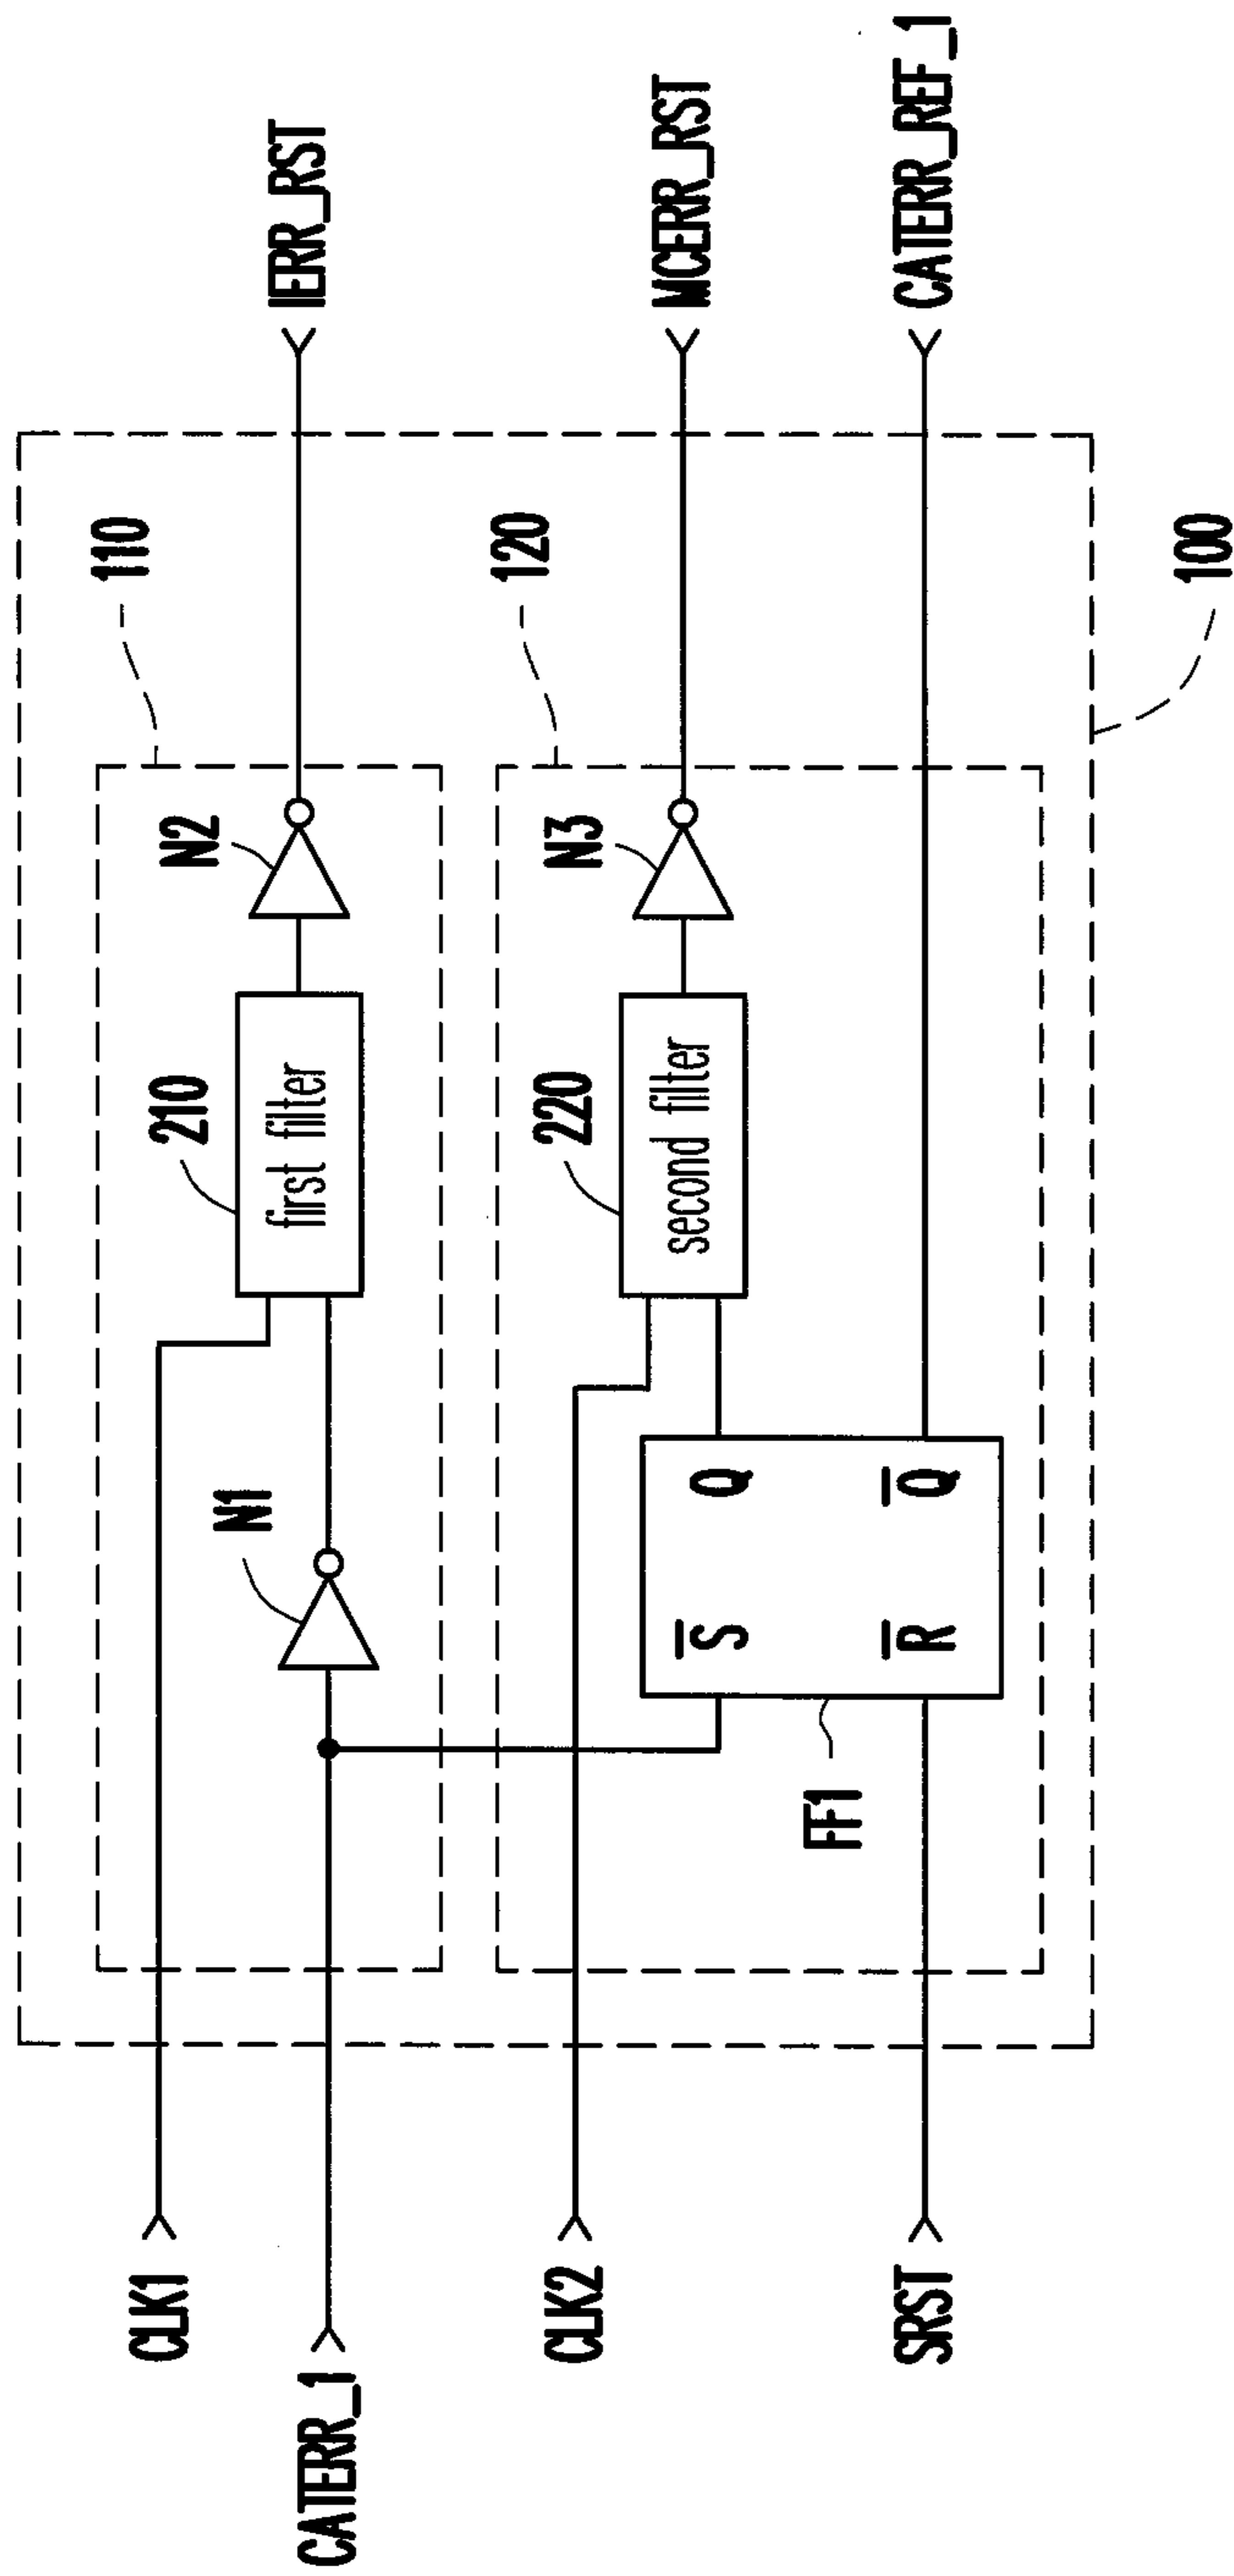 110
N2
IERR_RST
CLK1
210
first filter
N1
CATERR_1
120
N3
MCERR_RST
CLK2
220
second filter
S̅
Q
R̅
Q̅
FF1
SRST
CATERR_REF_1
100